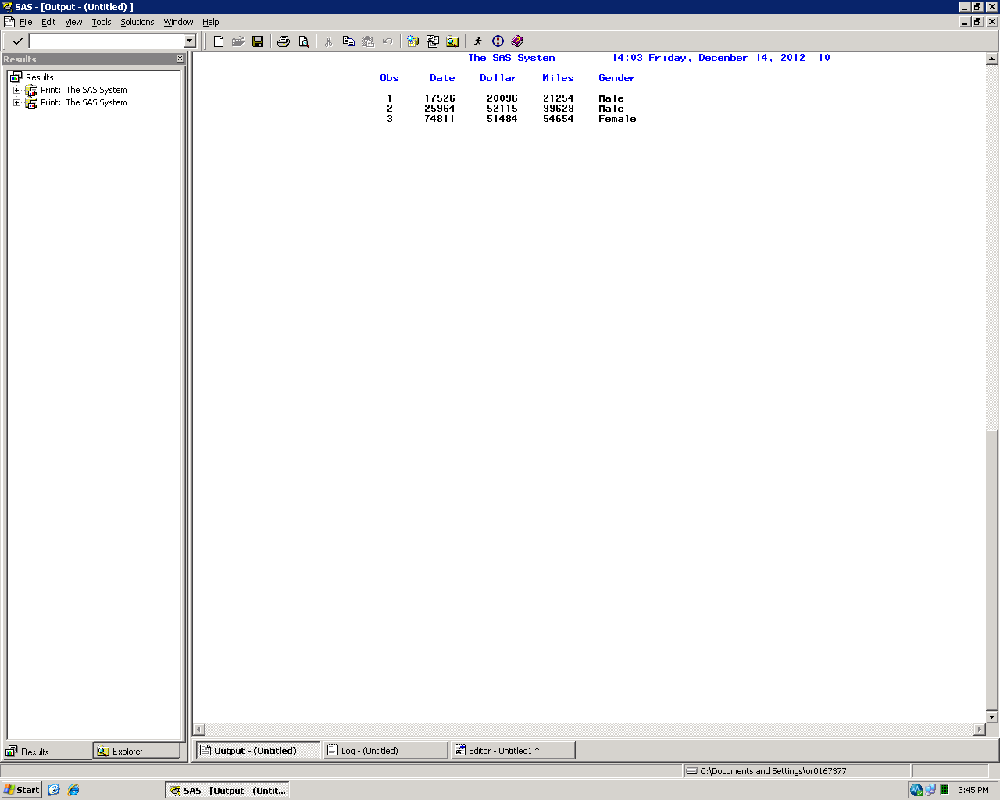 SAS - [Output - (Untitled) ]
File Edit View Tools Solutions Window Help
Results
The SAS System 14:03 Friday, December 14, 2012 10
Results
Print: The SAS System
Print: The SAS System
Obs Date Dollar Miles Gender
1 17526 20096 21254 Male
2 25964 52115 99628 Male
3 74811 51484 54654 Female
Results Explorer
Output - (Untitled) Log - (Untitled) Editor - Untitled1 *
C:\Documents and Settings\or0167377
Start SAS - [Output - (Untit... 3:45 PM